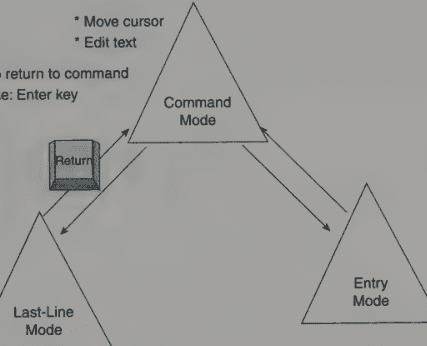 * Move cursor
* Edit text
return to command
Enter key
Command
Mode
Return
Entry
Mode
Last-Line
Mode